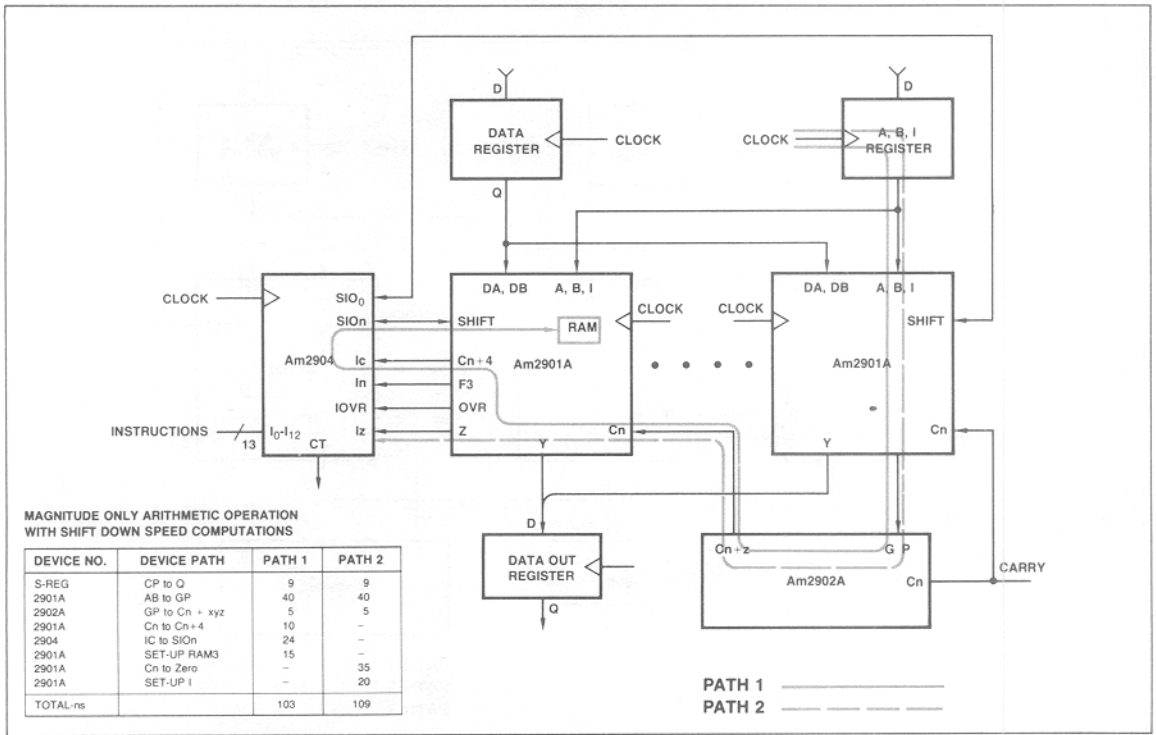 D
D
DATA
REGISTER
CLOCK
CLOCK
A, B, I
REGISTER
Q
DA, DB A, B, I
DA, DB A, B, I
CLOCK
SIO0
CLOCK
CLOCK
SIOn
SHIFT
RAM
SHIFT
Am2904
Ic
Cn+4
Am2901A
Am2901A
In
F3
IOVR
OVR
INSTRUCTIONS
13
I0-I12
Iz
Z
Cn
Cn
CT
Y
Y
MAGNITUDE ONLY ARITHMETIC OPERATION
WITH SHIFT DOWN SPEED COMPUTATIONS
D
DATA OUT
REGISTER
Q
Cn+z
G P
Am2902A
Cn
CARRY
DEVICE NO. DEVICE PATH PATH 1 PATH 2
S-REG CP to Q 9 9
2901A AB to GP 40 40
2902A GP to Cn + xyz 5 5
2901A Cn to Cn+4 10 –
2904 IC to SIOn 24 –
2901A SET-UP RAM3 15 –
2901A Cn to Zero – 35
2901A SET-UP I – 20
TOTAL-ns 103 109
PATH 1
PATH 2